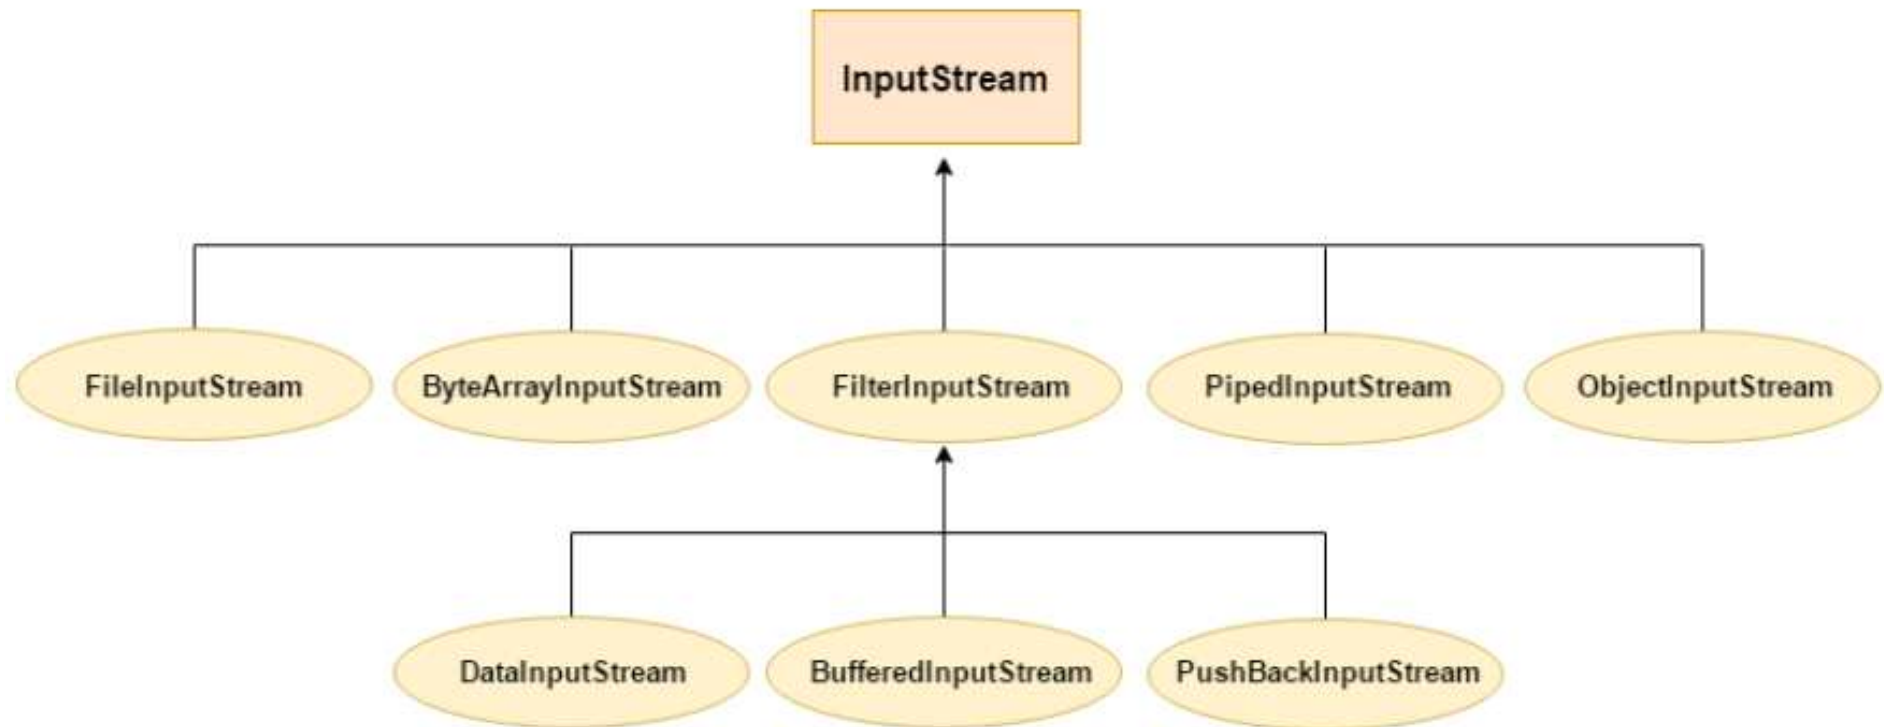 InputStream
FileInputStream
ByteArrayInputStream
FilterInputStream
PipedInputStream
ObjectInputStream
DataInputStream
BufferedInputStream
PushBackInputStream